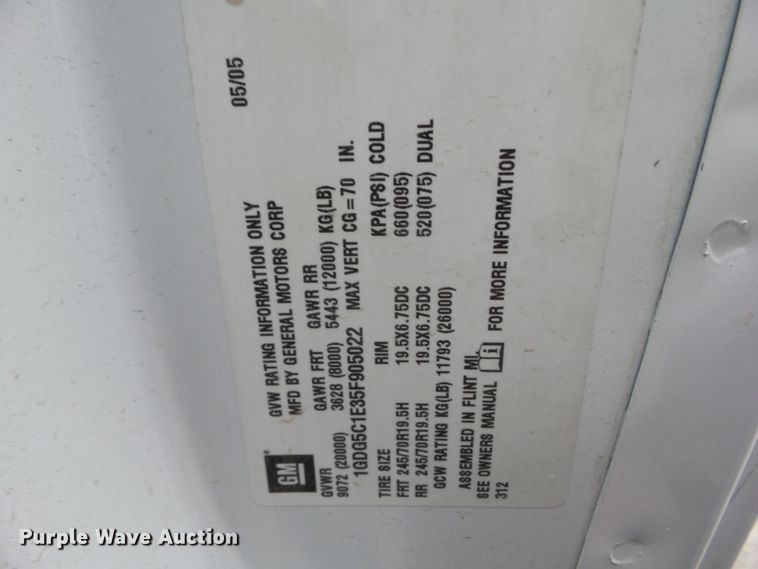 GM
GVW RATING INFORMATION ONLY 05/05
MFD BY GENERAL MOTORS CORP
GVWR GAWR FRT GAWR RR
9072 (20000) 3628 (8000) 5443 (12000) KG(LB)
1GDG5C1E35F905022 MAX VERT CG=70 IN.
TIRE SIZE RIM KPA(PSI) COLD
FRT 245/70R19.5H 19.5X6.75DC 660(095)
RR 245/70R19.5H 19.5X6.75DC 520(075) DUAL
GCW RATING KG(LB) 11793 (26000)
ASSEMBLED IN FLINT MI.
SEE OWNERS MANUAL FOR MORE INFORMATION
312
Purple Wave Auction